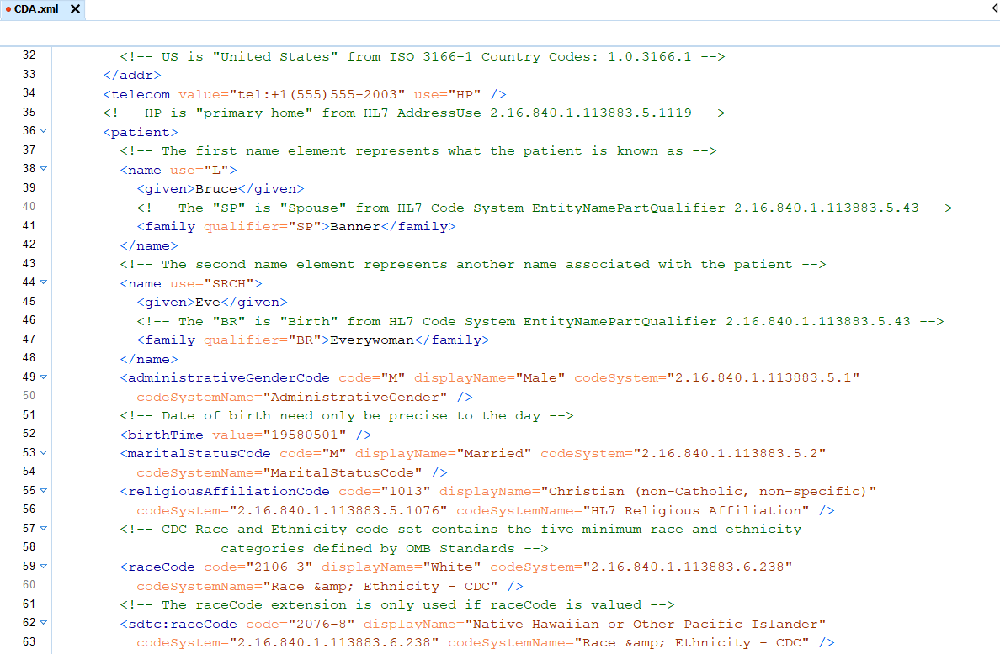 CDA.xml
32 <!-- US is "United States" from ISO 3166-1 Country Codes: 1.0.3166.1 -->
33 </addr>
34 <telecom value="tel:+1(555)555-2003" use="HP" />
35 <!-- HP is "primary home" from HL7 AddressUse 2.16.840.1.113883.5.1119 -->
36 <patient>
37 <!-- The first name element represents what the patient is known as -->
38 <name use="L">
39 <given>Bruce</given>
40 <!-- The "SP" is "Spouse" from HL7 Code System EntityNamePartQualifier 2.16.840.1.113883.5.43 -->
41 <family qualifier="SP">Banner</family>
42 </name>
43 <!-- The second name element represents another name associated with the patient -->
44 <name use="SRCH">
45 <given>Eve</given>
46 <!-- The "BR" is "Birth" from HL7 Code System EntityNamePartQualifier 2.16.840.1.113883.5.43 -->
47 <family qualifier="BR">Everywoman</family>
48 </name>
49 <administrativeGenderCode code="M" displayName="Male" codeSystem="2.16.840.1.113883.5.1"
50 codeSystemName="AdministrativeGender" />
51 <!-- Date of birth need only be precise to the day -->
52 <birthTime value="19580501" />
53 <maritalStatusCode code="M" displayName="Married" codeSystem="2.16.840.1.113883.5.2"
54 codeSystemName="MaritalStatusCode" />
55 <religiousAffiliationCode code="1013" displayName="Christian (non-Catholic, non-specific)"
56 codeSystem="2.16.840.1.113883.5.1076" codeSystemName="HL7 Religious Affiliation" />
57 <!-- CDC Race and Ethnicity code set contains the five minimum race and ethnicity
58 categories defined by OMB Standards -->
59 <raceCode code="2106-3" displayName="White" codeSystem="2.16.840.1.113883.6.238"
60 codeSystemName="Race &amp; Ethnicity - CDC" />
61 <!-- The raceCode extension is only used if raceCode is valued -->
62 <sdtc:raceCode code="2076-8" displayName="Native Hawaiian or Other Pacific Islander"
63 codeSystem="2.16.840.1.113883.6.238" codeSystemName="Race &amp; Ethnicity - CDC" />